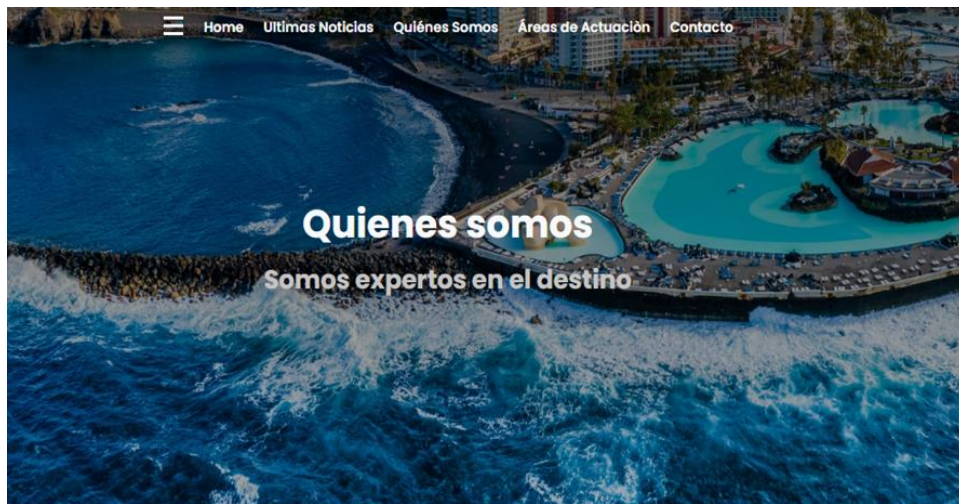 Home Ultimas Noticias Quiénes Somos Áreas de Actuaciòn Contacto
Quienes somos
Somos expertos en el destino